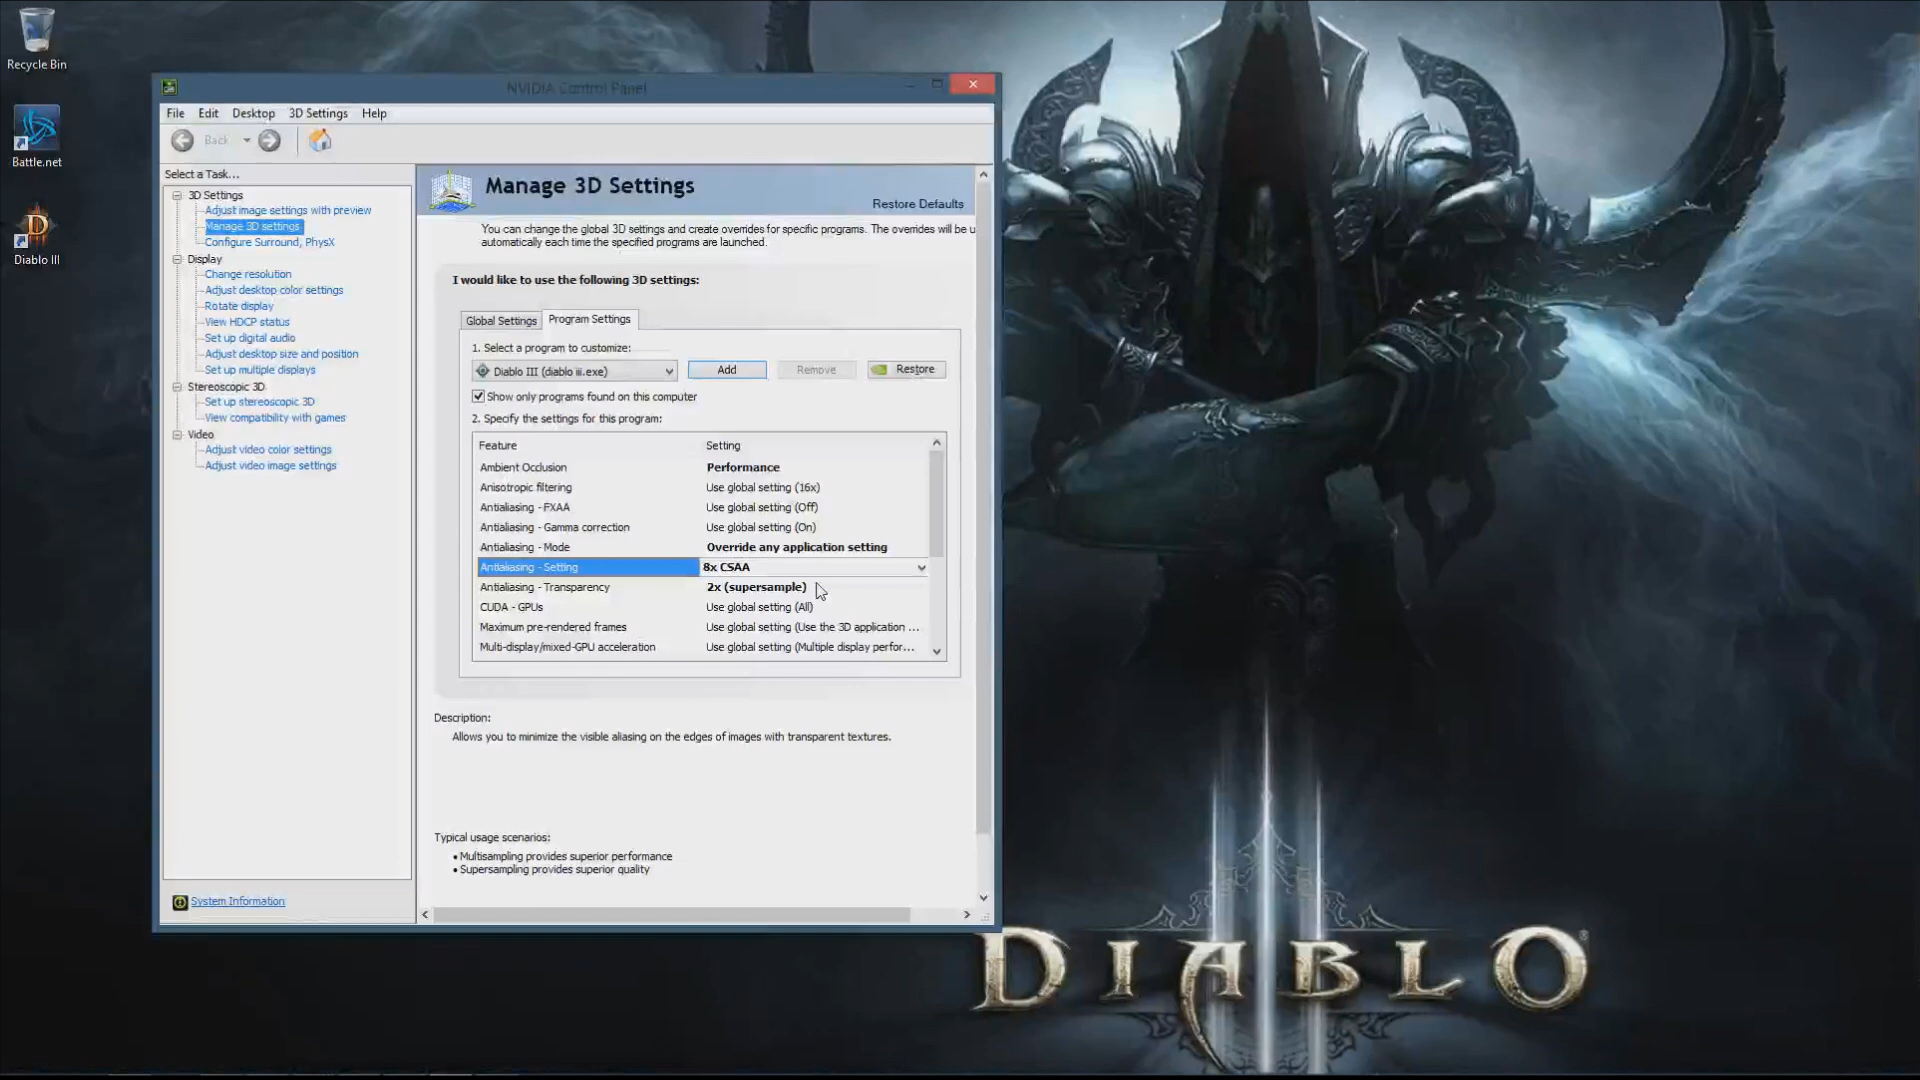 Recycle Bin
Battle.net
Diablo III
NVIDIA Control Panel
File Edit Desktop 3D Settings Help
Back
Select a Task...
3D Settings
Adjust image settings with preview
Manage 3D settings
Configure Surround, PhysX
Display
Change resolution
Adjust desktop color settings
Rotate display
View HDCP status
Set up digital audio
Adjust desktop size and position
Set up multiple displays
Stereoscopic 3D
Set up stereoscopic 3D
View compatibility with games
Video
Adjust video color settings
Adjust video image settings
System Information
Manage 3D Settings
Restore Defaults
You can change the global 3D settings and create overrides for specific programs. The overrides will be u
automatically each time the specified programs are launched.
I would like to use the following 3D settings:
Global Settings Program Settings
1. Select a program to customize:
Diablo III (diablo iii.exe) Add Remove Restore
Show only programs found on this computer
2. Specify the settings for this program:
Feature Setting
Ambient Occlusion Performance
Anisotropic filtering Use global setting (16x)
Antialiasing - FXAA Use global setting (Off)
Antialiasing - Gamma correction Use global setting (On)
Antialiasing - Mode Override any application setting
Antialiasing - Setting 8x CSAA
Antialiasing - Transparency 2x (supersample)
CUDA - GPUs Use global setting (All)
Maximum pre-rendered frames Use global setting (Use the 3D application ...
Multi-display/mixed-GPU acceleration Use global setting (Multiple display perfor...
Description:
Allows you to minimize the visible aliasing on the edges of images with transparent textures.
Typical usage scenarios:
• Multisampling provides superior performance
• Supersampling provides superior quality
DIABLO®
III